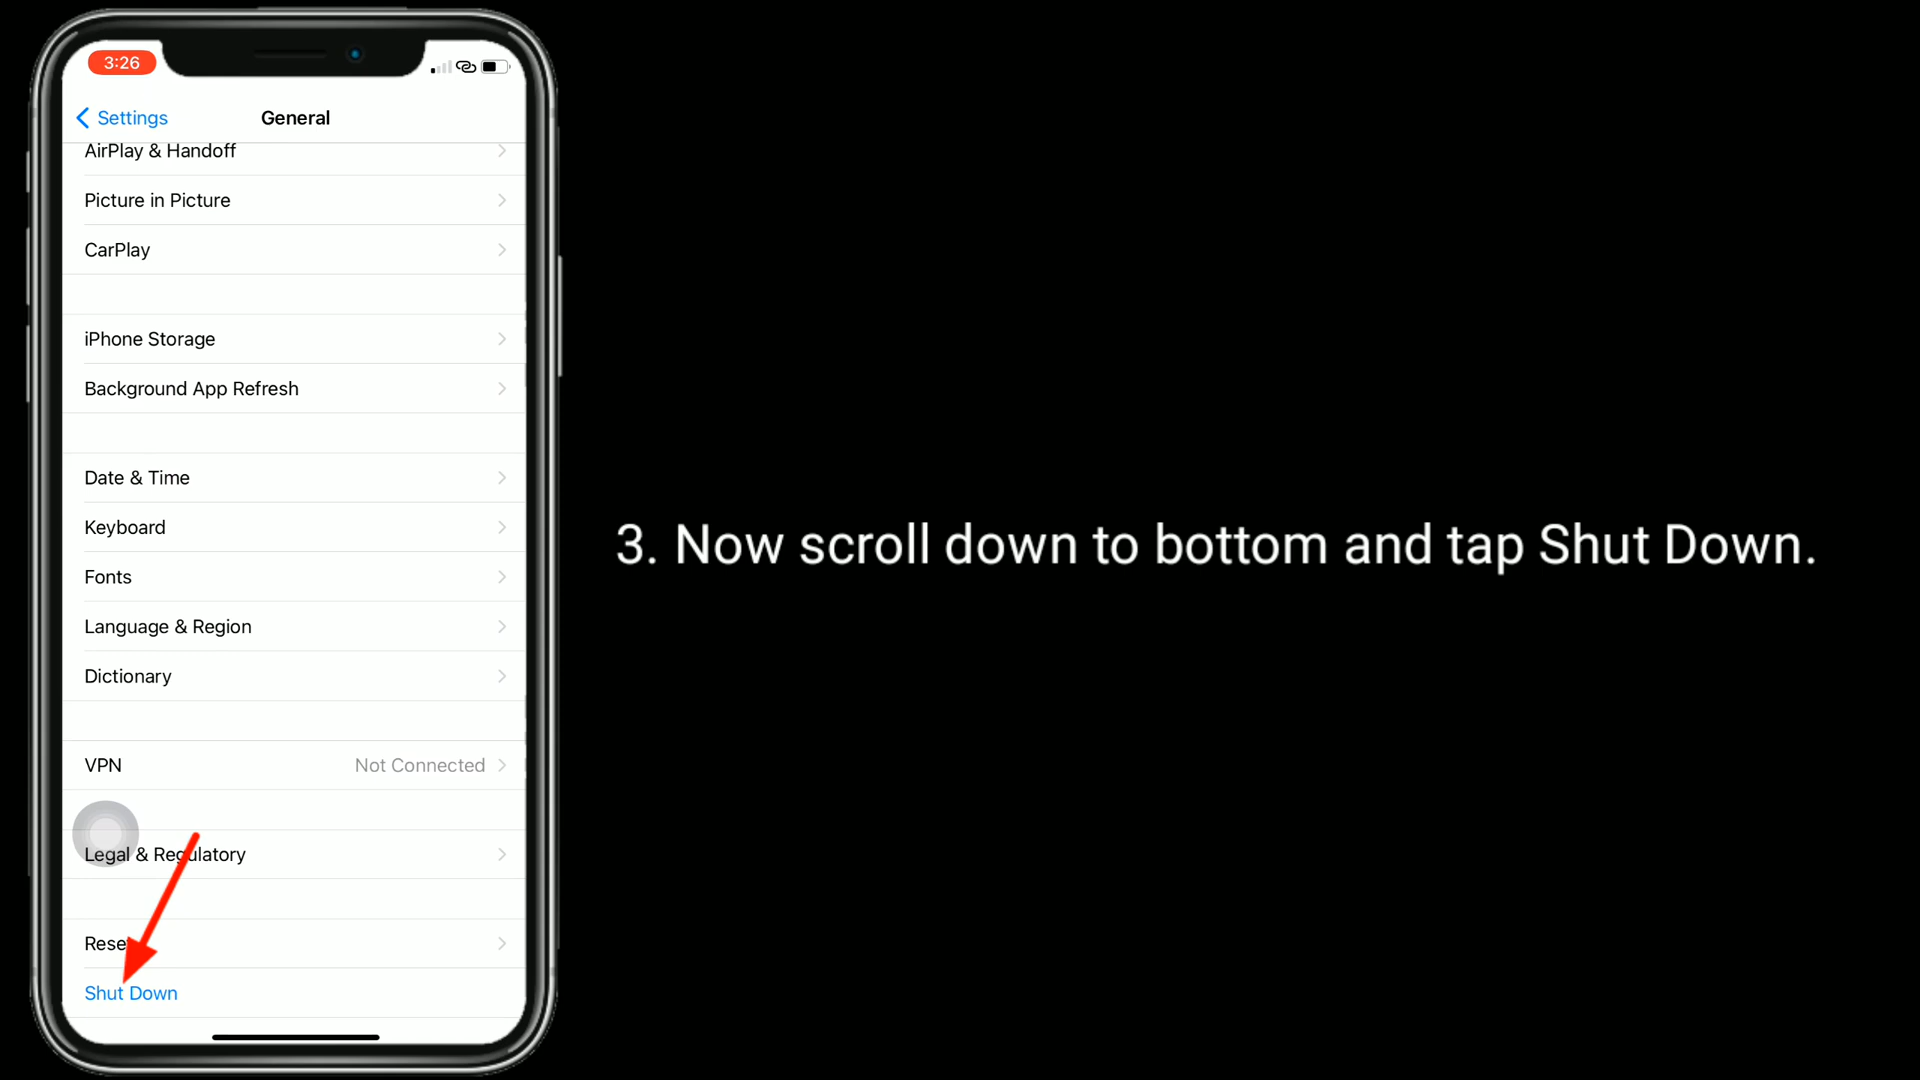 3:26
Settings
General
AirPlay & Handoff
Picture in Picture
CarPlay
iPhone Storage
Background App Refresh
Date & Time
Keyboard
Fonts
Language & Region
Dictionary
VPN Not Connected
Legal & Regulatory
Reset
Shut Down
3. Now scroll down to bottom and tap Shut Down.